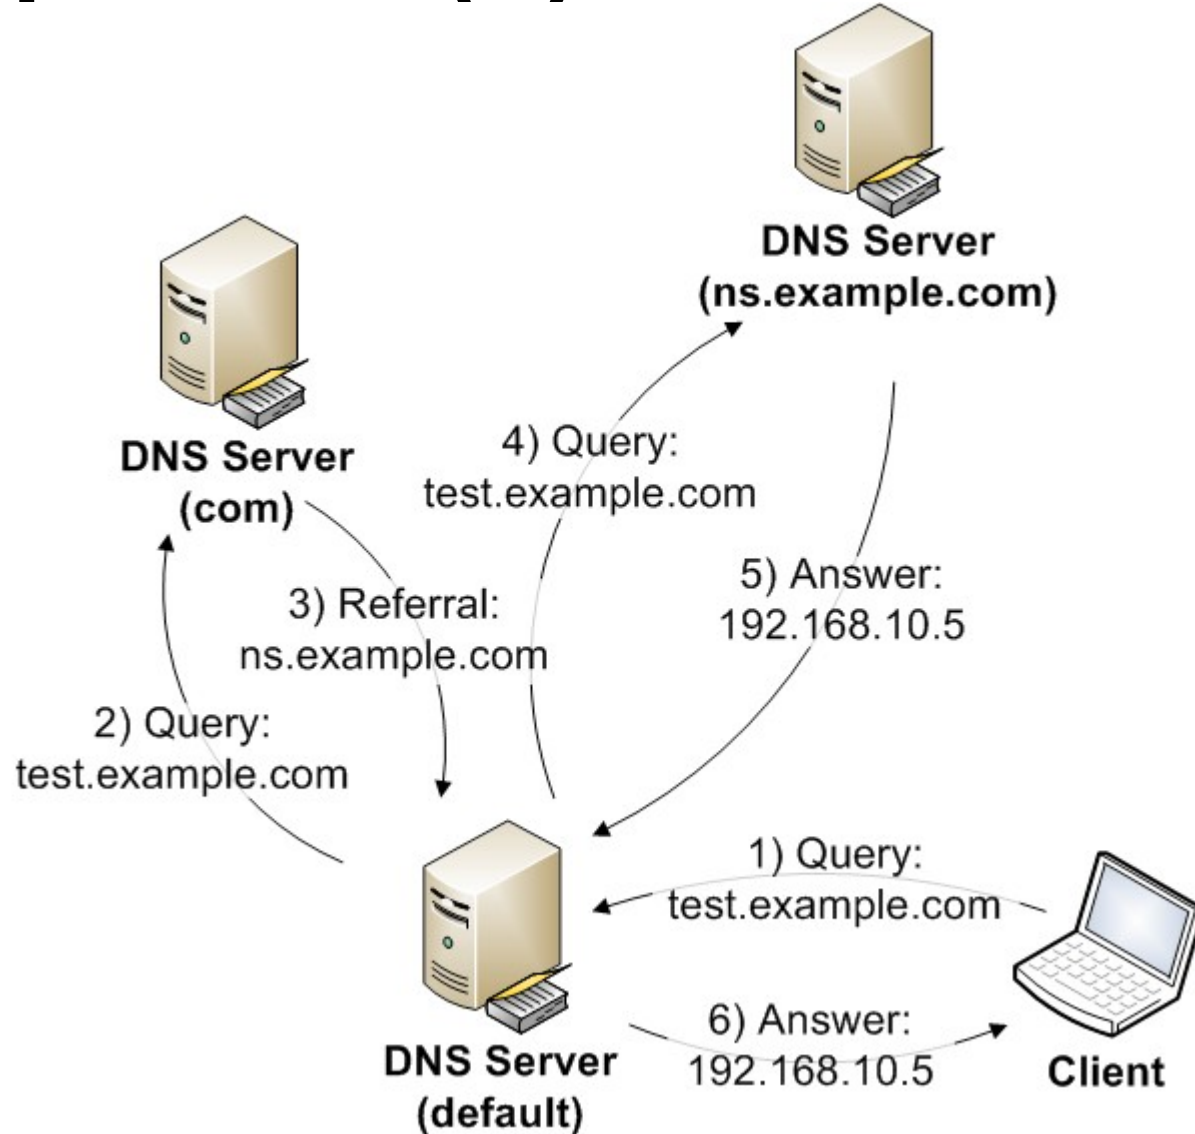 DNS Server
(ns.example.com)
DNS Server
(com)
4) Query:
test.example.com
5) Answer:
192.168.10.5
3) Referral:
ns.example.com
2) Query:
test.example.com
1) Query:
test.example.com
6) Answer:
192.168.10.5
DNS Server
(default)
Client